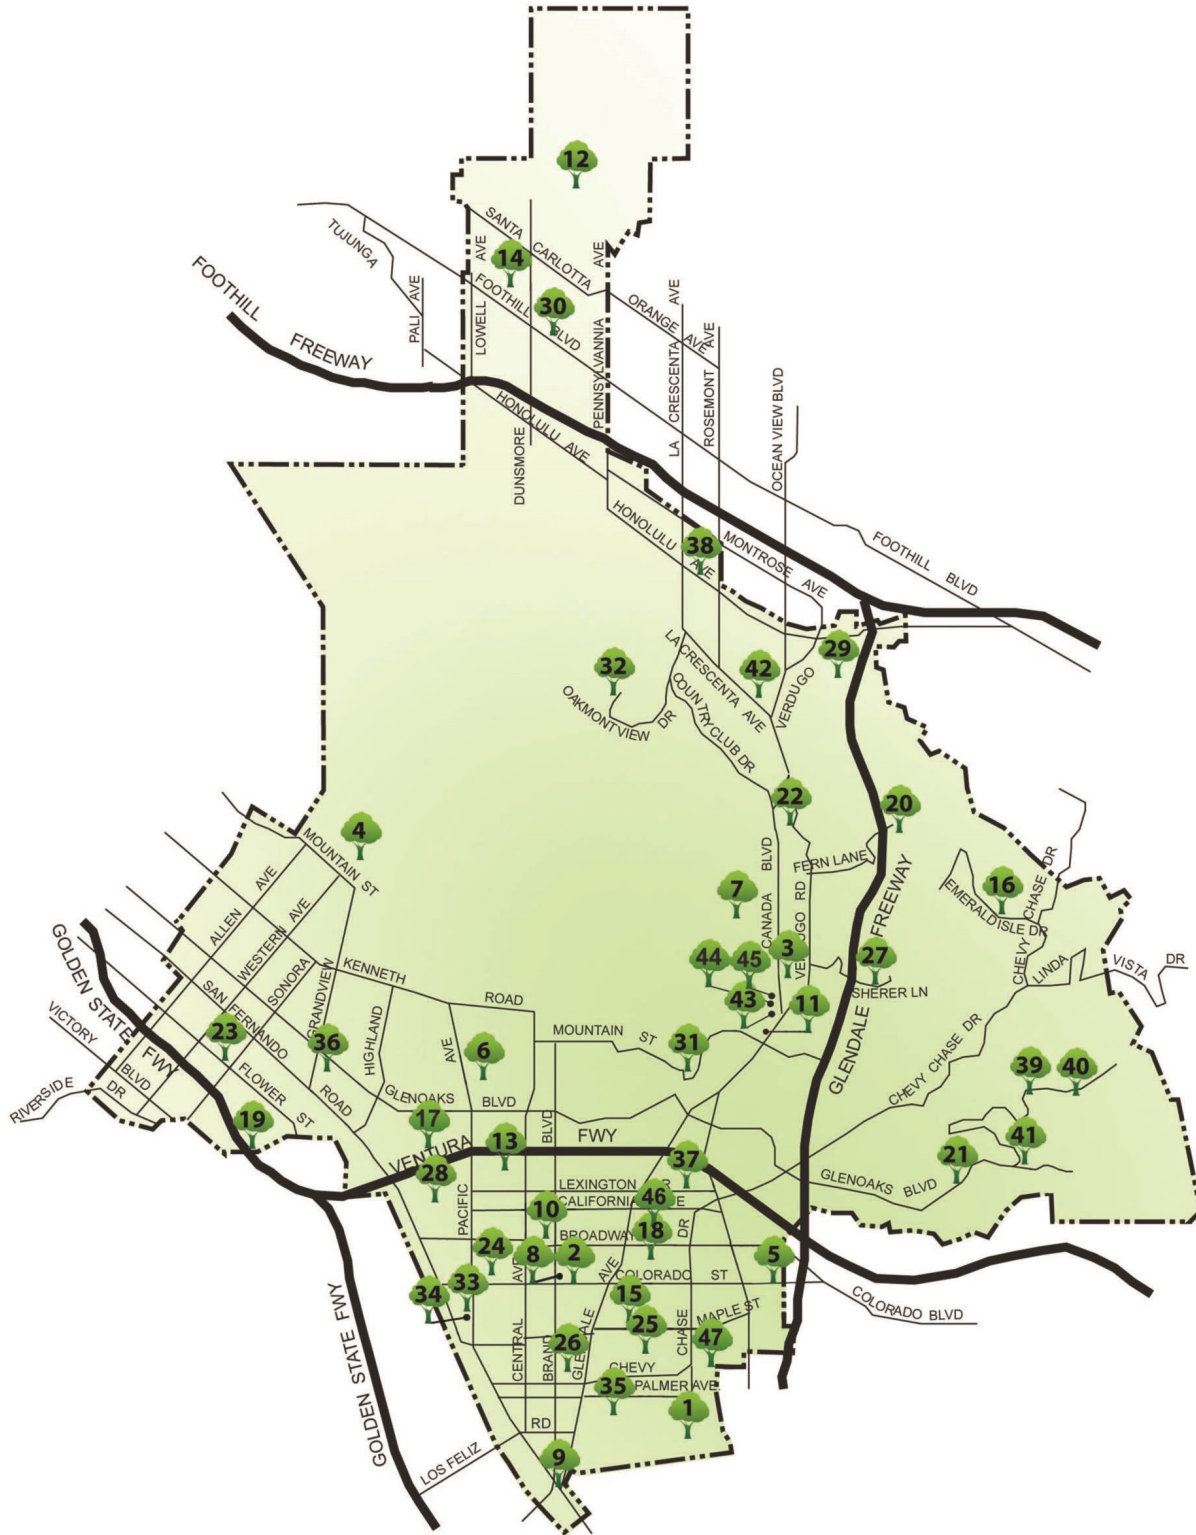 12
SANTA
CARLOTTA
AVE
AVE
TUJUNGA
14
FOOTHILL
PALI AVE
LOWELL
FOOTHILL
BLVD
30
ORANGE AVE
LA CRESCENTA AVE
ROSEMONT AVE
FREEWAY
PENNSYLVANNIA
OCEAN VIEW BLVD
HONOLULU AVE
DUNSMORE
HONOLULU AVE
38
MONTROSE AVE
FOOTHILL BLVD
29
32
LA CRESCENTA AVE
42
VERDUGO
OAKMONTVIEW DR
COUNTRY CLUB DR
22
20
4
MOUNTAIN ST
BLVD
FERN LANE
CHASE DR
7
16
ALLEN AVE
WESTERN AVE
CANADA
RD
FREEWAY
EMERALD ISLE DR
GOLDEN STATE
FWY
3
CHEVY
44
45
27
LINDA
VISTA DR
KENNETH
ROAD
SONORA
SAN FERNANDO
ROAD
GRANDVIEW
SHERER LN
43
11
VICTORY
BLVD
23
36
HIGHLAND
AVE
MOUNTAIN ST
31
6
GLENDALE
CHEVY CHASE DR
39
40
RIVERSIDE
DR
FLOWER ST
GLENOAKS
BLVD
BLVD
19
17
FWY
41
VENTURA
13
21
28
37
GLENOAKS BLVD
LEXINGTON
CALIFORNIA
46
PACIFIC
10
18
BROADWAY
DR
24
8
2
5
AVE
AVE
COLORADO ST
COLORADO BLVD
33
34
15
MAPLE ST
25
47
CHASE
26
CENTRAL
BRAND
CHEVY
GOLDEN STATE FWY
35
PALMER AVE.
1
RD
LOS FELIZ
9